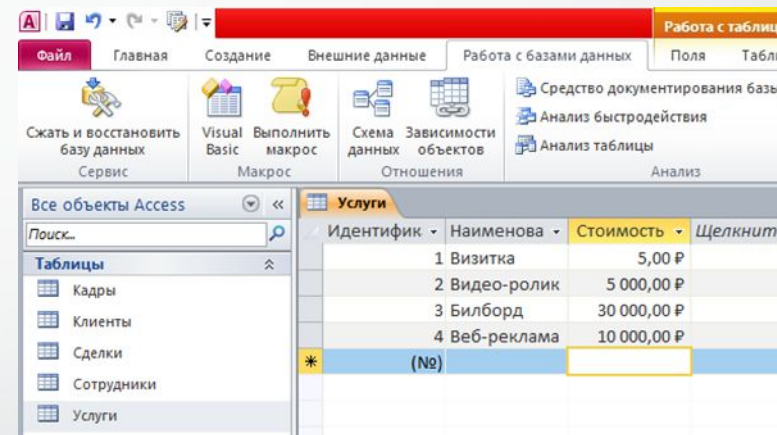 Работа с таблиц
Файл Главная Создание Внешние данные Работа с базами данных Поля Табл
Сжать и восстановить базу данных
Visual Basic
Выполнить макрос
Схема данных
Зависимости объектов
Средство документирования базы
Анализ быстродействия
Анализ таблицы
Сервис Макрос Отношения Анализ
Все объекты Access
Поиск...
Таблицы
Кадры
Клиенты
Сделки
Сотрудники
Услуги
Услуги
Идентифик Наименова Стоимость Щелкнит
1 Визитка 5,00 ₽
2 Видео-ролик 5 000,00 ₽
3 Билборд 30 000,00 ₽
4 Веб-реклама 10 000,00 ₽
(№)